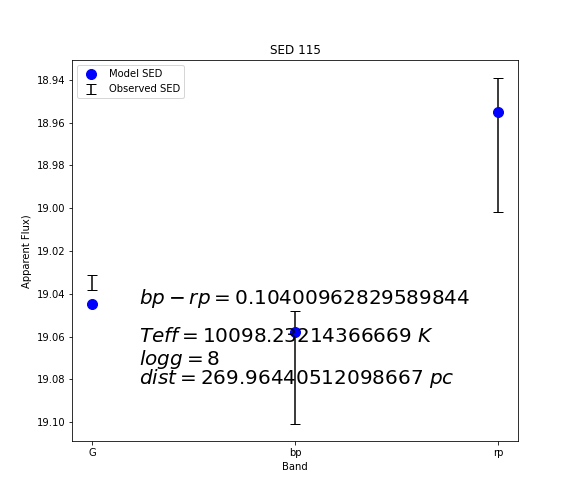 SED 115
Model SED
Observed SED
18.94
18.96
18.98
19.00
19.02
19.04
19.06
19.08
19.10
Apparent Flux)
bp − rp = 0.10400962829589844
Teff = 10098.23214366669 K
logg = 8
dist = 269.96440512098667 pc
G
bp
rp
Band